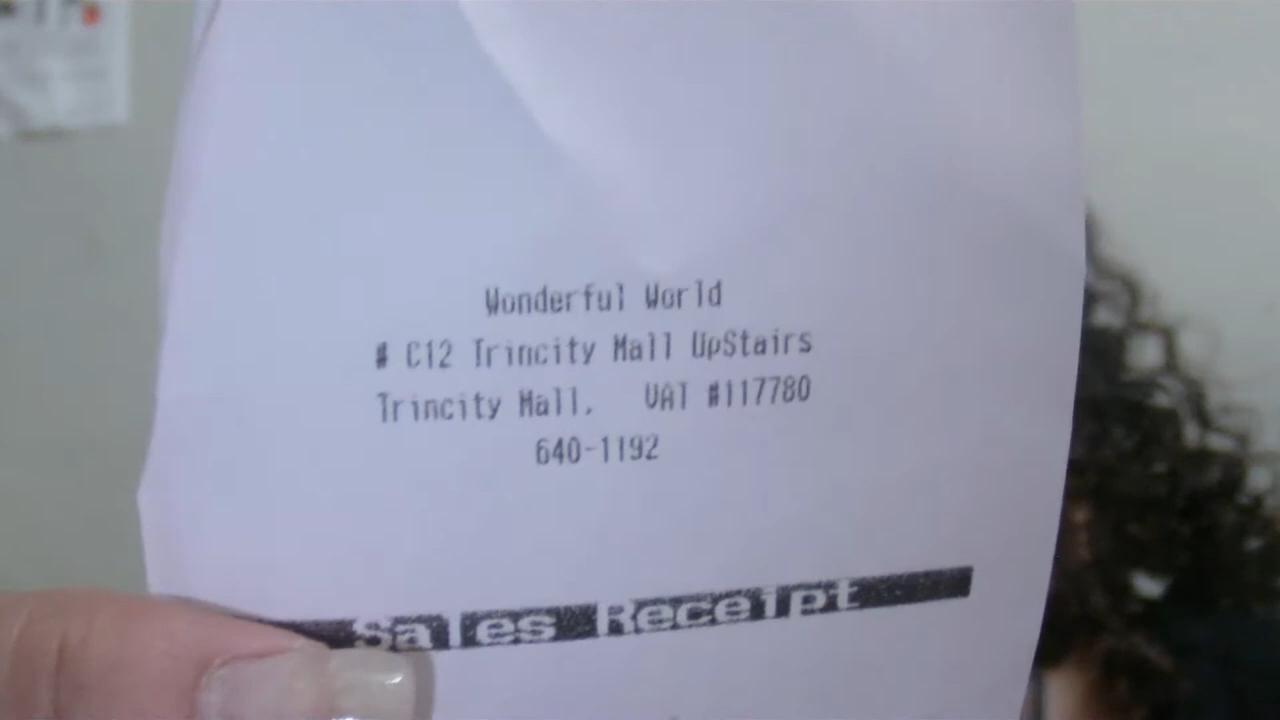 Wonderful World
# C12 Trincity Mall UpStairs
Trincity Mall. VAT #117780
640-1192
Sales Receipt